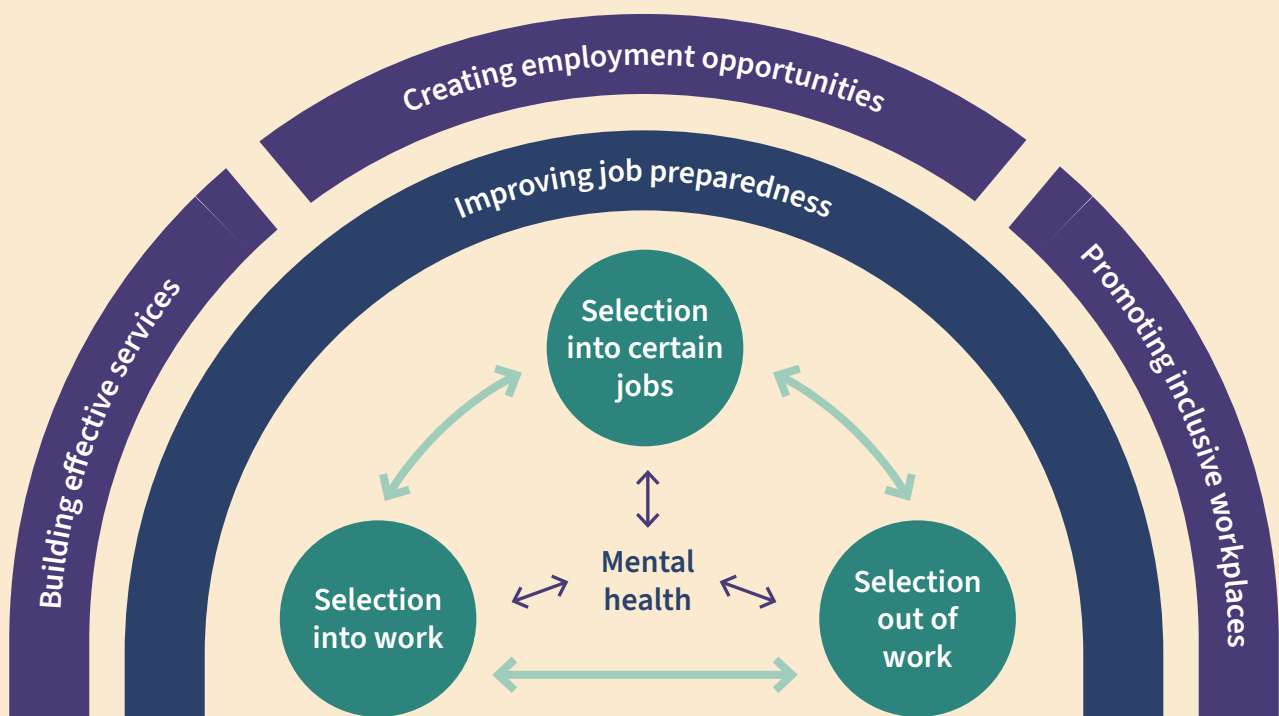 Creating employment opportunities
Improving job preparedness
Building effective services
Promoting inclusive workplaces
Selection
into certain
jobs
Mental
health
Selection
into work
Selection
out of
work